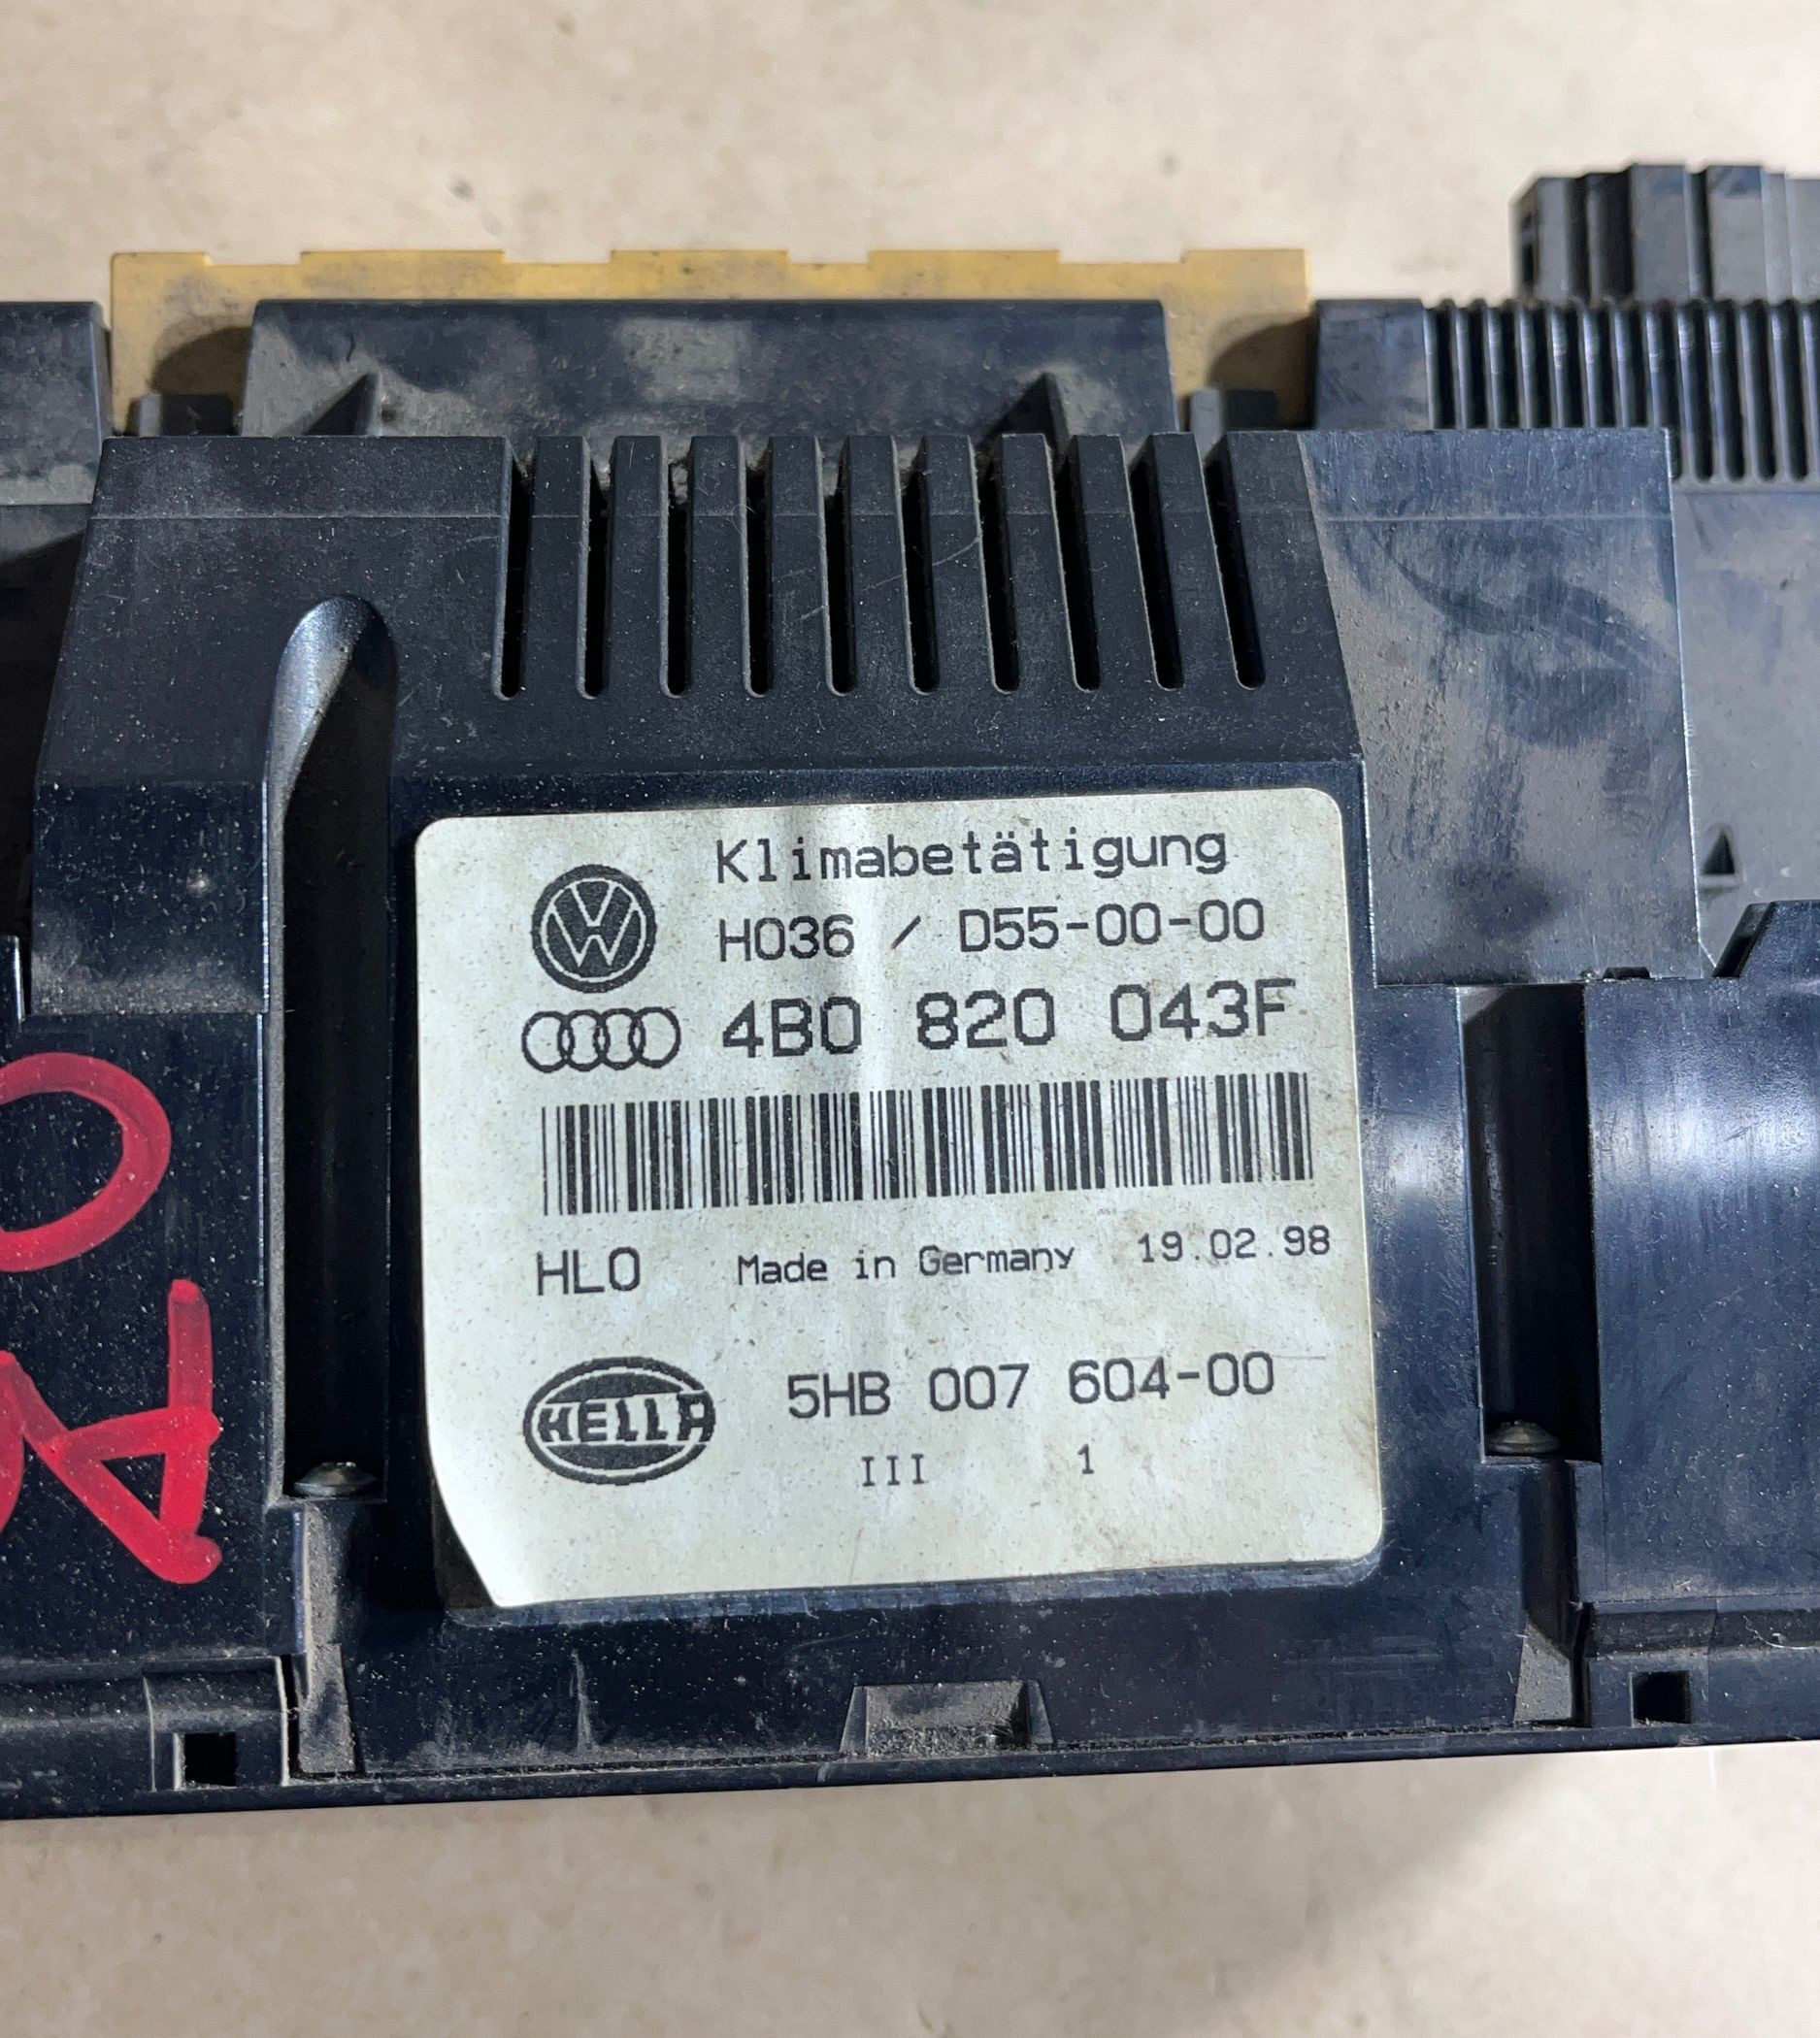 Klimabetätigung
H036 / D55-00-00
4B0 820 043F
HLO Made in Germany 19.02.98
HELLA 5HB 007 604-00
III 1